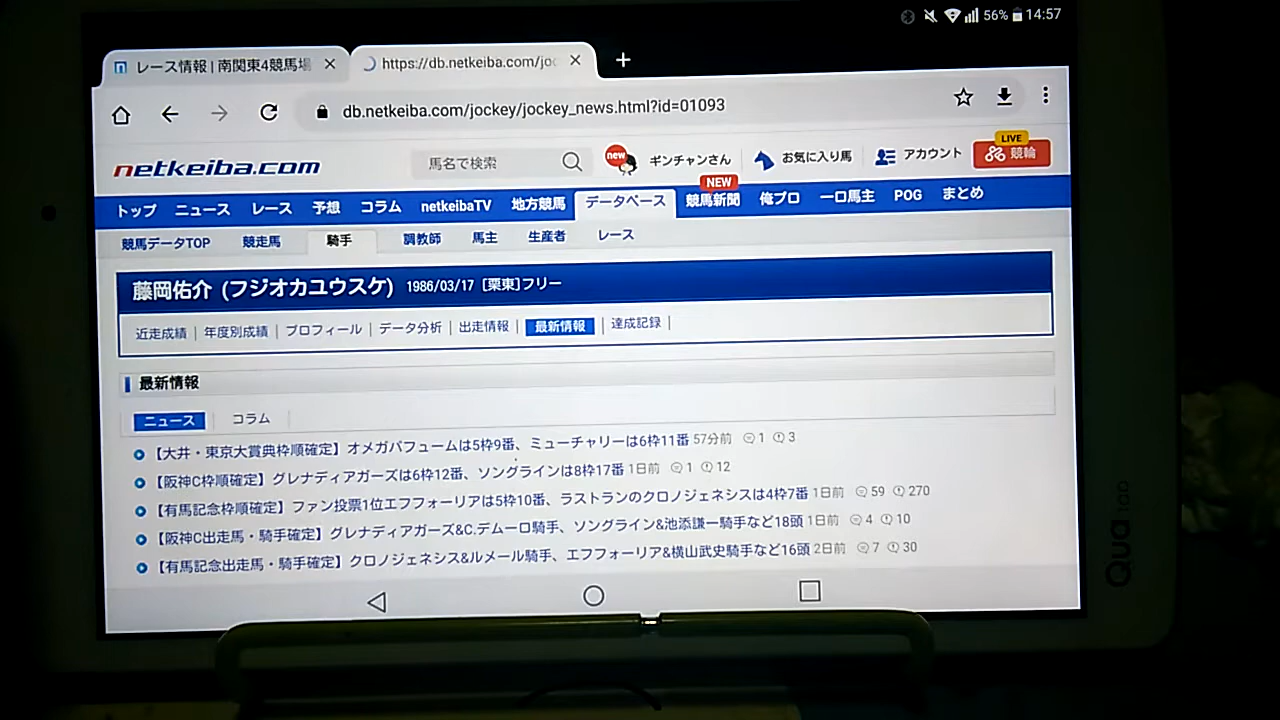 56% 14:57
レース情報 | 南関東4競馬場 × https://db.netkeiba.com/joc × +
db.netkeiba.com/jockey/jockey_news.html?id=01093
netkeiba.com 馬名で検索 new ギンチャンさん お気に入り馬 アカウント LIVE 競輪
NEW
トップ ニュース レース 予想 コラム netkeibaTV 地方競馬 データベース 競馬新聞 俺プロ 一口馬主 POG まとめ
競馬データTOP 競走馬 騎手 調教師 馬主 生産者 レース
藤岡佑介 (フジオカユウスケ) 1986/03/17 [栗東]フリー
近走成績 | 年度別成績 | プロフィール | データ分析 | 出走情報 | 最新情報 | 達成記録 |
最新情報
ニュース コラム
【大井・東京大賞典枠順確定】オメガパフュームは5枠9番、ミューチャリーは6枠11番 57分前 1 3
【阪神C枠順確定】グレナディアガーズは6枠12番、ソングラインは8枠17番 1日前 1 12
【有馬記念枠順確定】ファン投票1位エフフォーリアは5枠10番、ラストランのクロノジェネシスは4枠7番 1日前 59 270
【阪神C出走馬・騎手確定】グレナディアガーズ&C.デムーロ騎手、ソングライン&池添謙一騎手など18頭 1日前 4 10
【有馬記念出走馬・騎手確定】クロノジェネシス&ルメール騎手、エフフォーリア&横山武史騎手など16頭 2日前 7 30
Qua tab